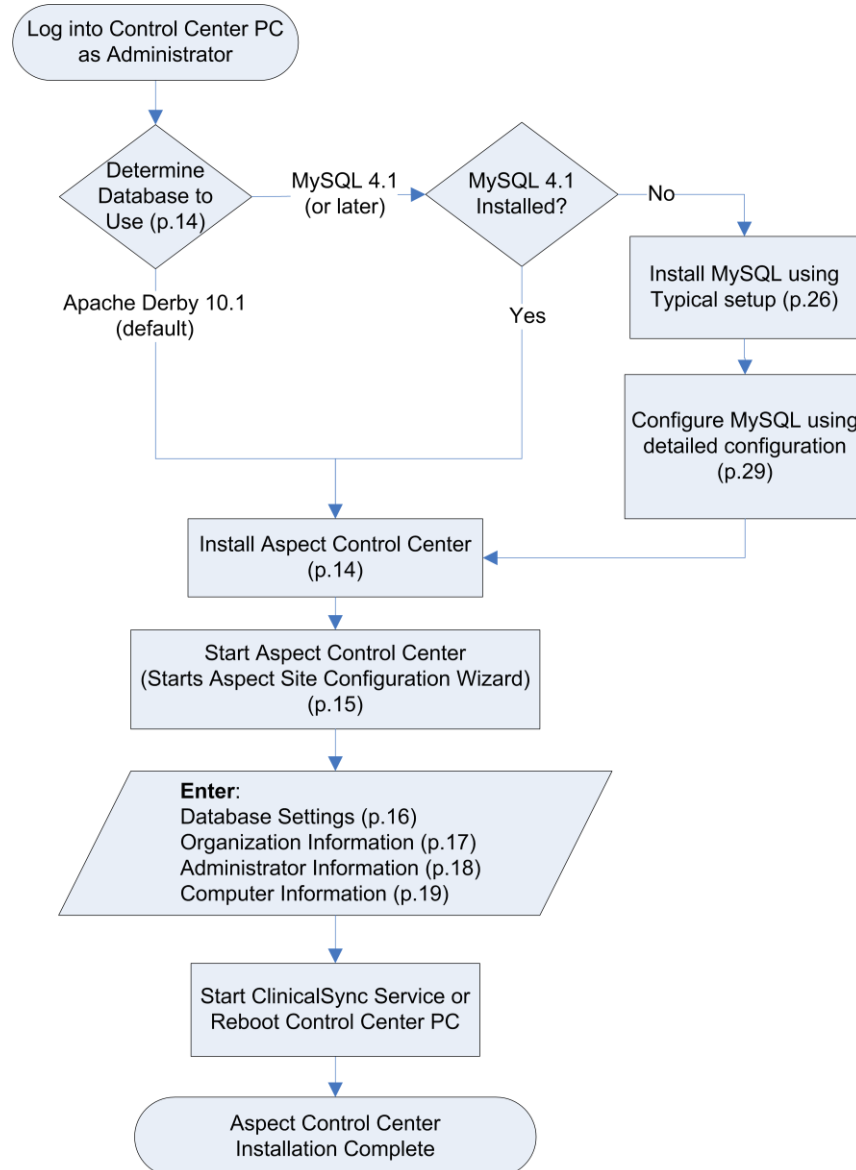 Log into Control Center PC
as Administrator
Determine
Database to
Use (p.14)
MySQL 4.1
(or later)
MySQL 4.1
Installed?
No
Install MySQL using
Typical setup (p.26)
Apache Derby 10.1
(default)
Yes
Configure MySQL using
detailed configuration
(p.29)
Install Aspect Control Center
(p.14)
Start Aspect Control Center
(Starts Aspect Site Configuration Wizard)
(p.15)
Enter:
Database Settings (p.16)
Organization Information (p.17)
Administrator Information (p.18)
Computer Information (p.19)
Start ClinicalSync Service or
Reboot Control Center PC
Aspect Control Center
Installation Complete